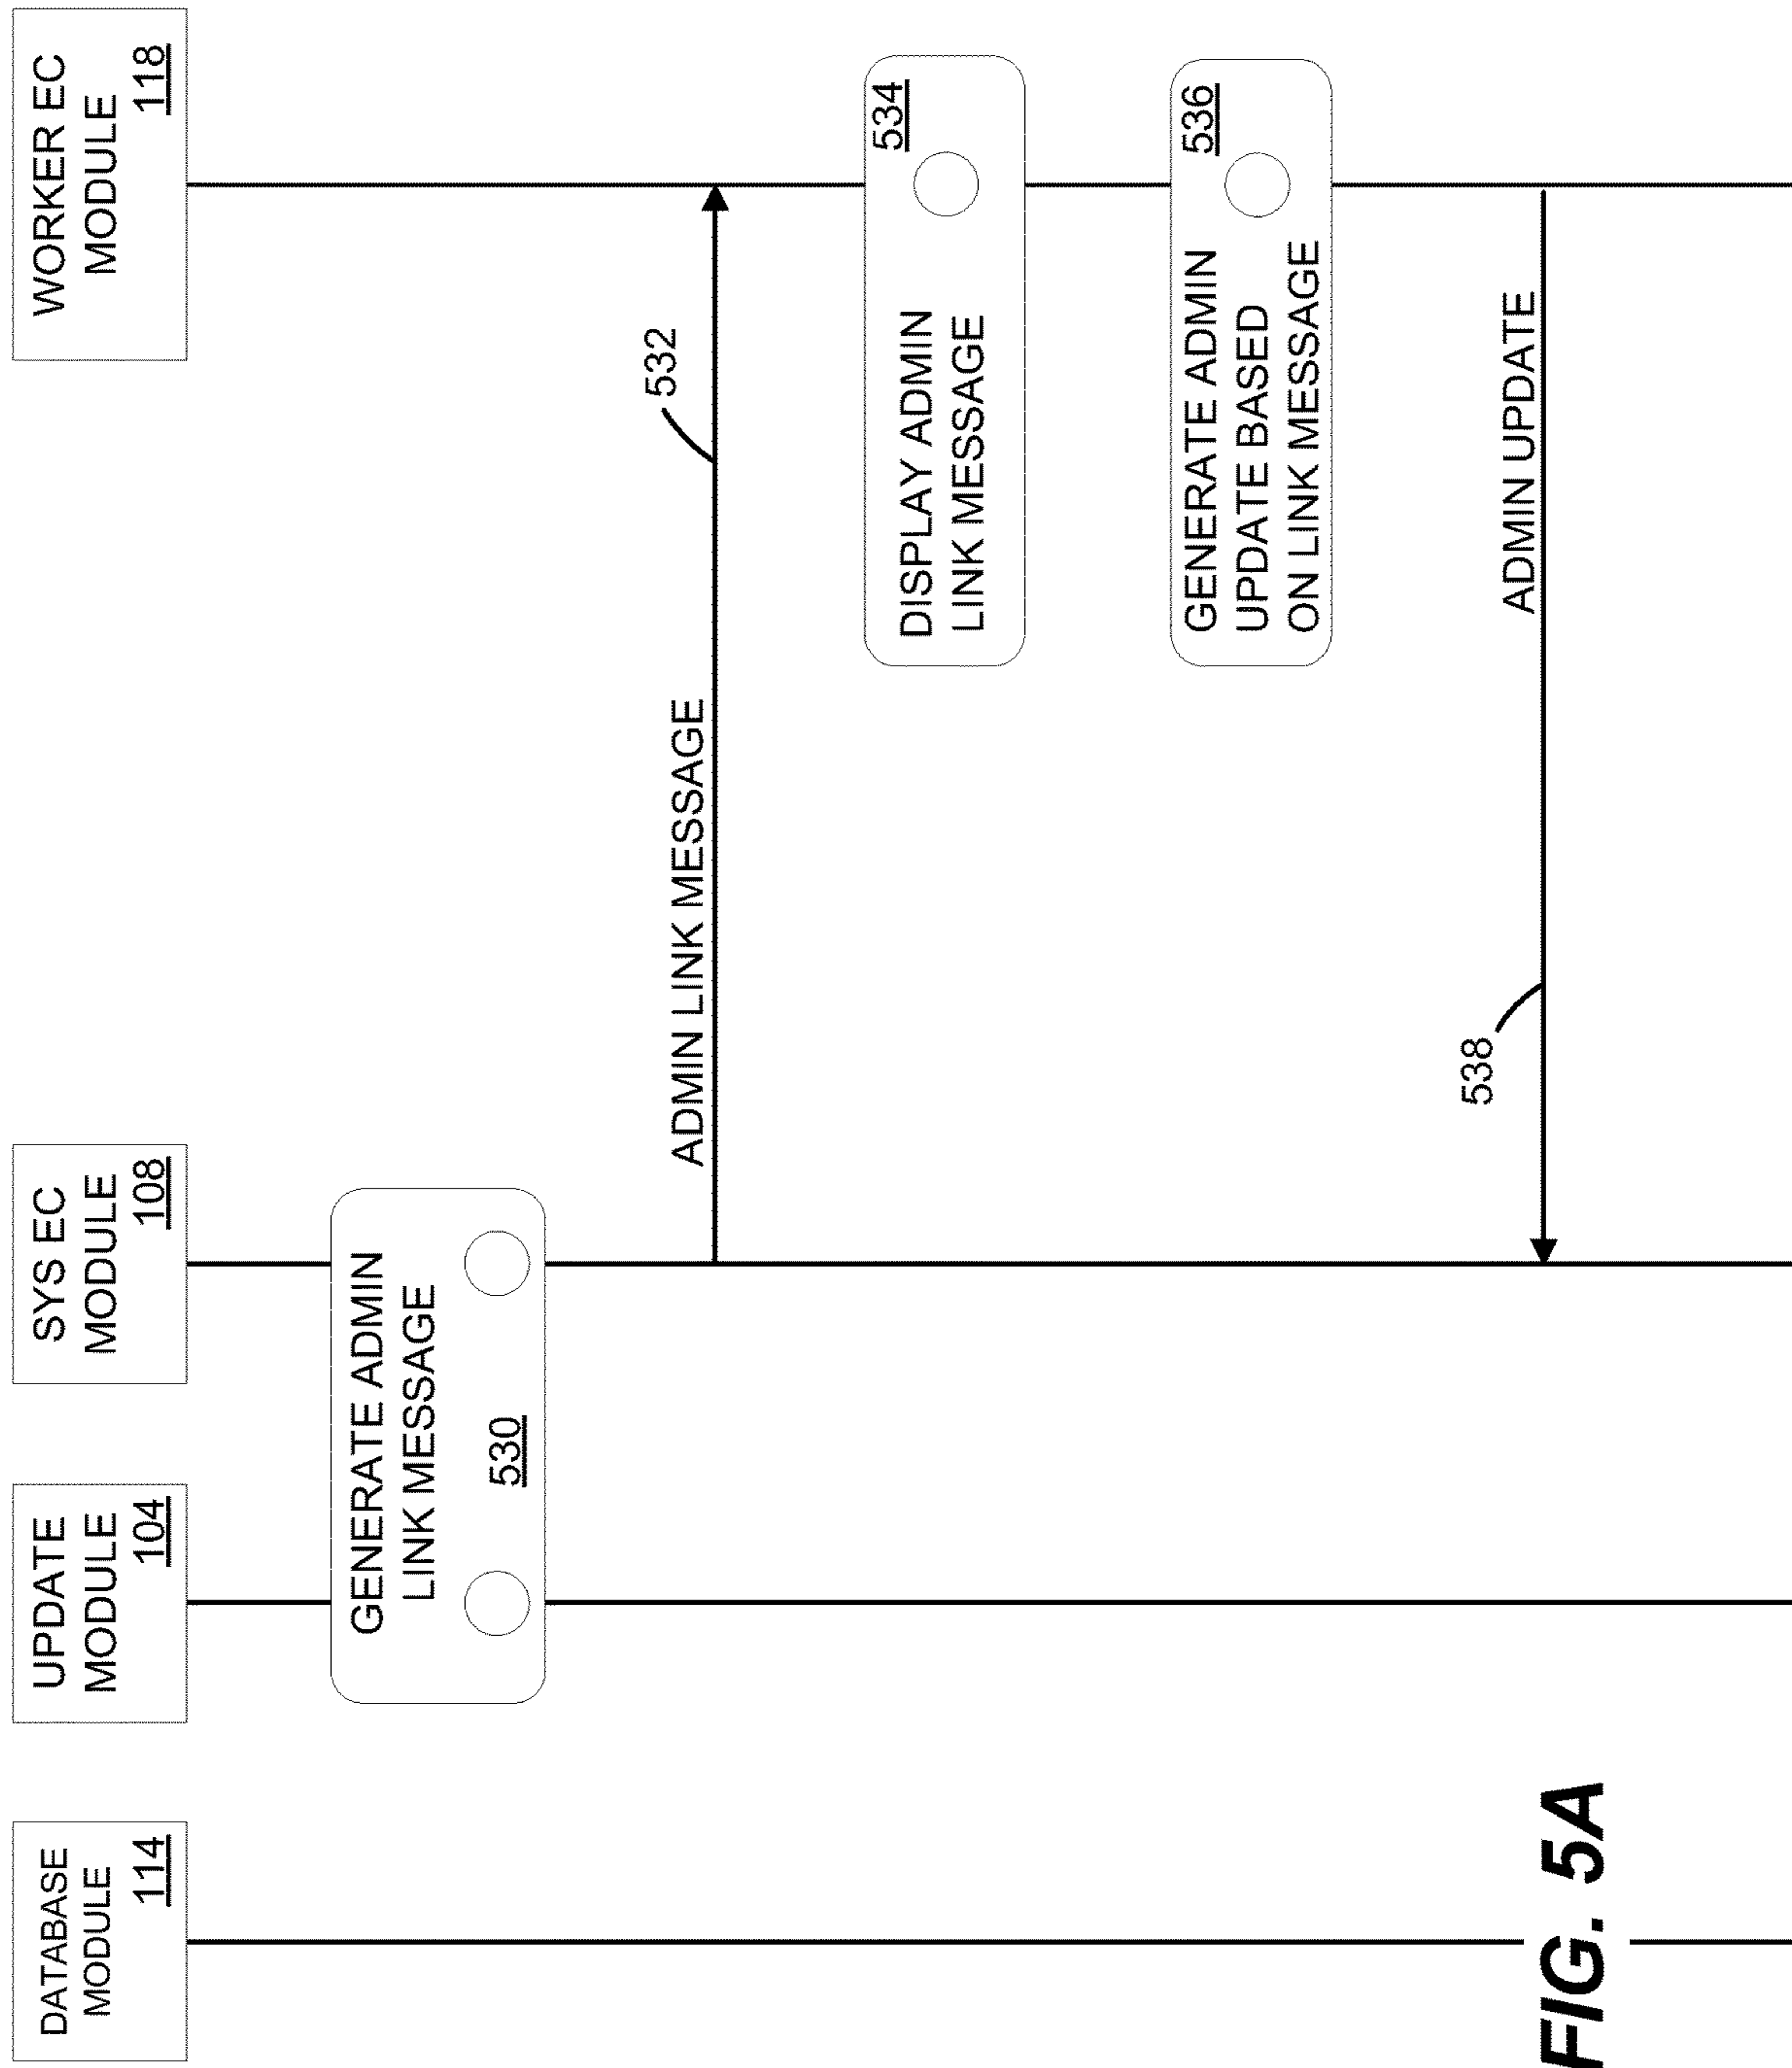 DATABASE
MODULE
114
UPDATE
MODULE
104
SYS EC
MODULE
108
WORKER EC
MODULE
118
GENERATE ADMIN
LINK MESSAGE
530
ADMIN LINK MESSAGE
532
DISPLAY ADMIN
LINK MESSAGE
534
GENERATE ADMIN
UPDATE BASED
ON LINK MESSAGE
536
538
ADMIN UPDATE
FIG. 5A